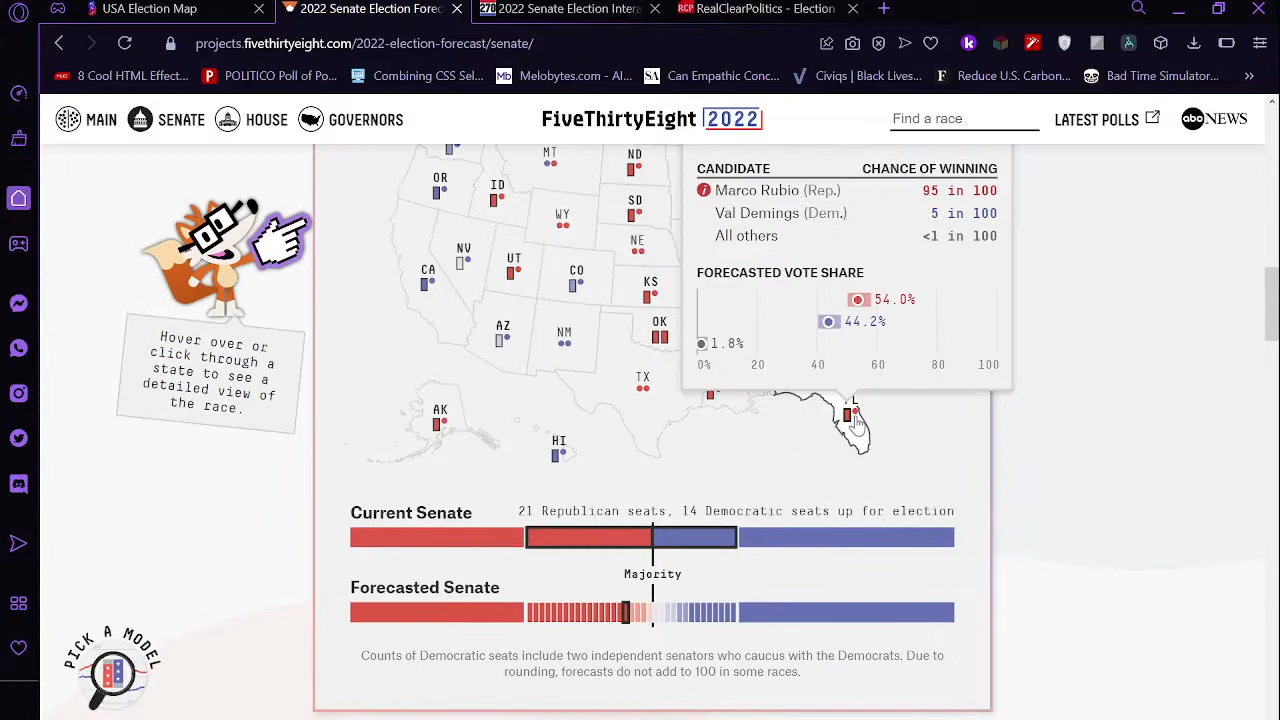 USA Election Map
2022 Senate Election Forec
2022 Senate Election Intera
RealClearPolitics - Election
projects.fivethirtyeight.com/2022-election-forecast/senate/
8 Cool HTML Effect...
POLITICO Poll of Po...
Combining CSS Sel...
Melobytes.com - Al...
Can Empathic Com...
Civiqs | Black Lives...
Reduce U.S. Carbon...
Bad Time Simulator...
MAIN
SENATE
HOUSE
GOVERNORS
FiveThirtyEight 2022
Find a race
LATEST POLLS
abc NEWS
MT
ND
OR
ID
SD
WY
NE
NV
UT
CO
CA
KS
AZ
NM
OK
TX
AK
HI
CANDIDATE CHANCE OF WINNING
Marco Rubio (Rep.) 95 in 100
Val Demings (Dem.) 5 in 100
All others <1 in 100
FORECASTED VOTE SHARE
54.0%
44.2%
1.8%
0% 20 40 60 80 100
Hover over or
click through a
state to see a
detailed view of
the race.
Current Senate
21 Republican seats, 14 Democratic seats up for election
Majority
Forecasted Senate
Counts of Democratic seats include two independent senators who caucus with the Democrats. Due to
rounding, forecasts do not add to 100 in some races.
PICK A MODEL